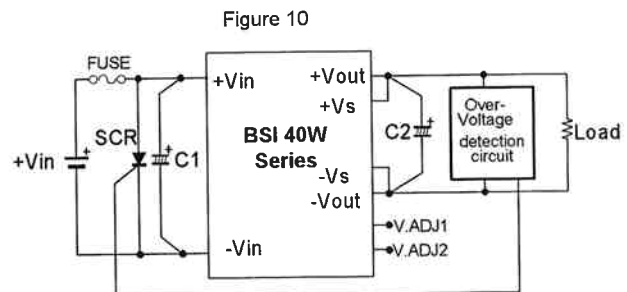 Figure 10
FUSE
+Vin
+Vout
+Vs
SCR
+
+
C1
BSI 40W
Series
+
C2
Over-
Voltage
detection
circuit
Load
+Vin
+
-Vs
-Vout
-Vin
V.ADJ1
V.ADJ2